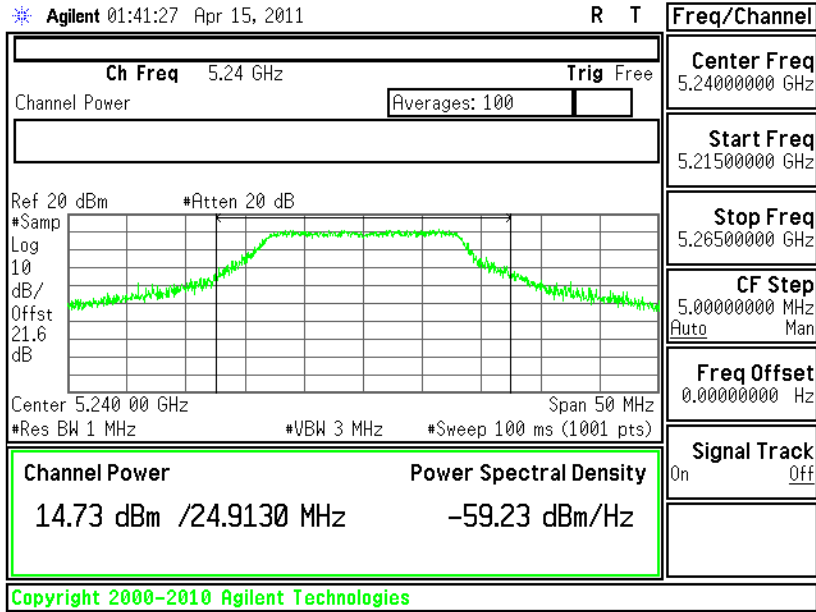 Agilent 01:41:27 Apr 15, 2011 R T
Ch Freq 5.24 GHz Trig Free
Channel Power Averages: 100
Ref 20 dBm #Atten 20 dB
#Samp
Log
10
dB/
Offst
21.6
dB
Center 5.240 00 GHz Span 50 MHz
#Res BW 1 MHz #VBW 3 MHz #Sweep 100 ms (1001 pts)
Channel Power Power Spectral Density
14.73 dBm /24.9130 MHz -59.23 dBm/Hz
Copyright 2000-2010 Agilent Technologies
Freq/Channel
Center Freq
5.24000000 GHz
Start Freq
5.21500000 GHz
Stop Freq
5.26500000 GHz
CF Step
5.00000000 MHz
Auto Man
Freq Offset
0.00000000 Hz
Signal Track
On Off